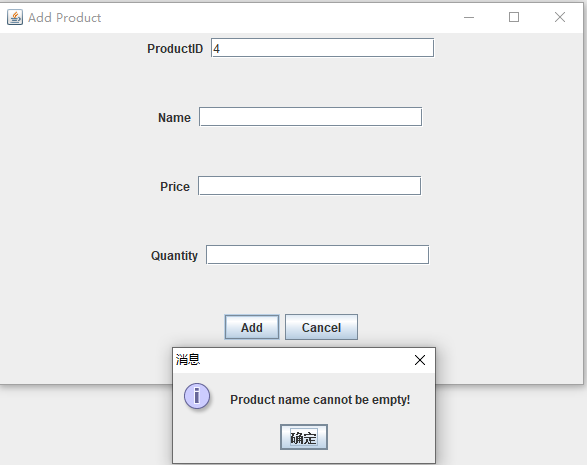 Add Product
ProductID 4
Name
Price
Quantity
Add Cancel
消息
Product name cannot be empty!
确定